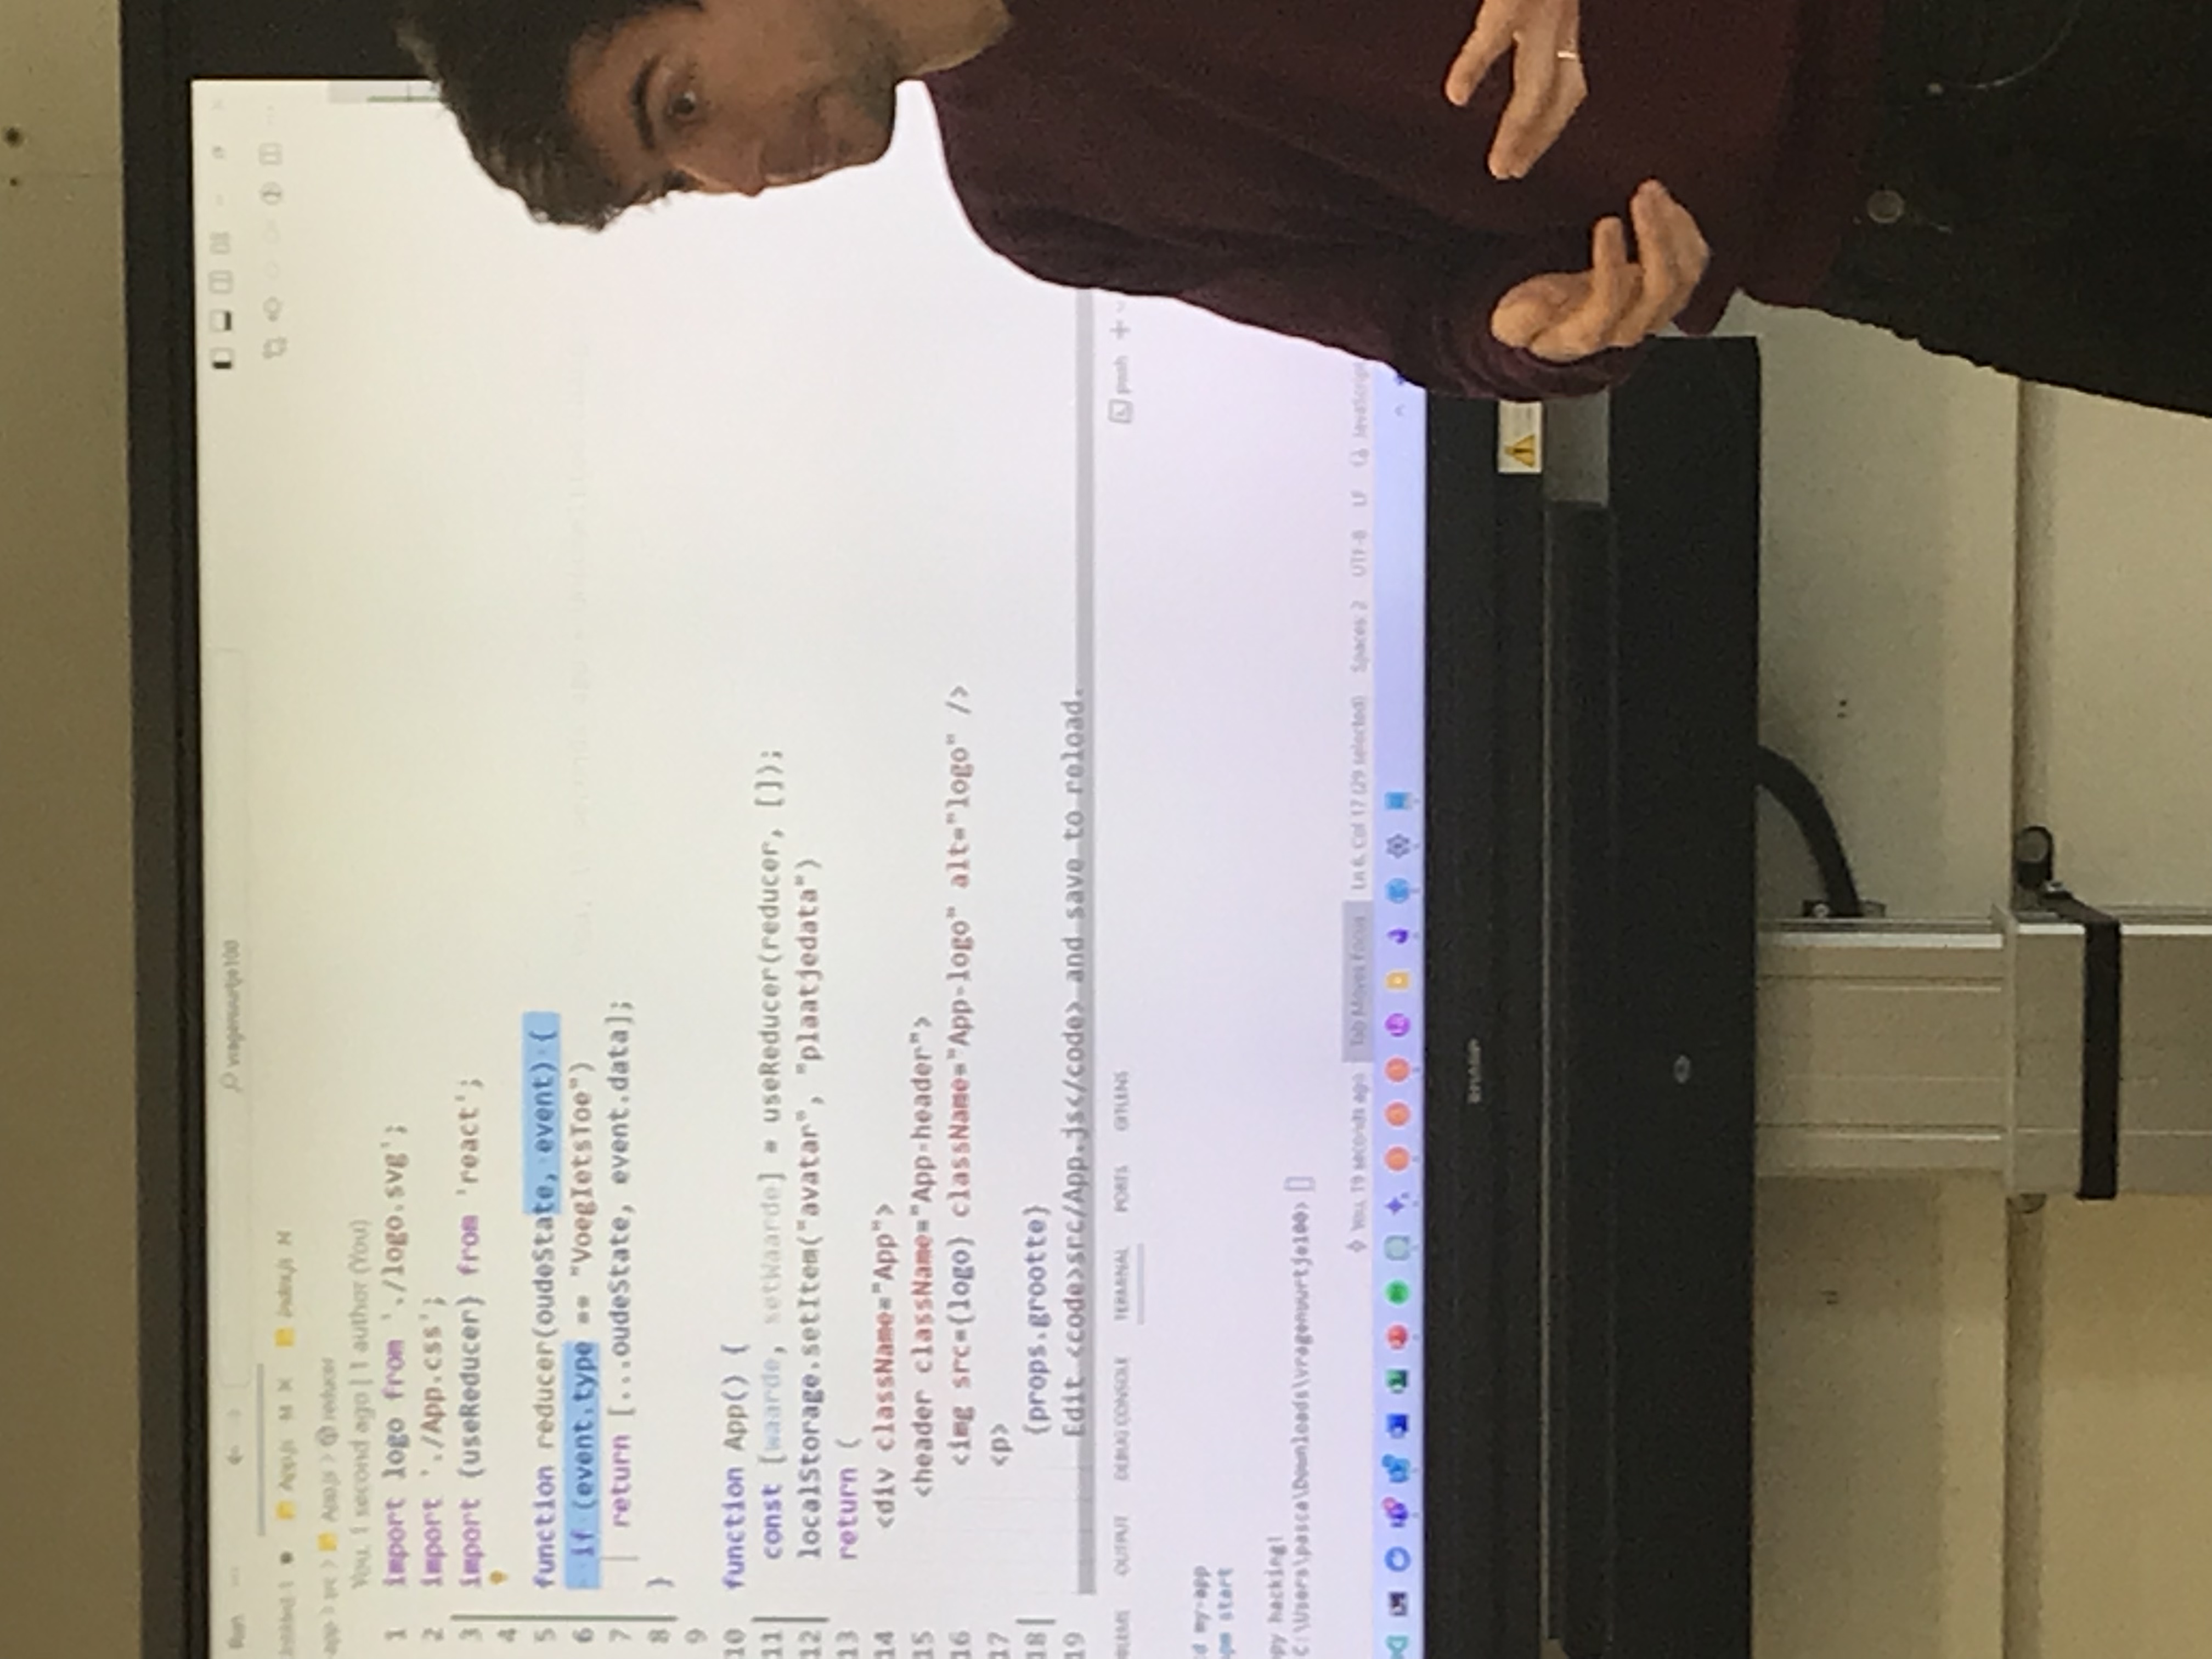 Run
vragenuurtje100
App.js M
index.js M
src > App.js > reducer
You, 1 second ago | 1 author (You)
1 import logo from './logo.svg';
2 import './App.css';
3 import {useReducer} from 'react';
4
5 function reducer(oudeState, event) {
6 if (event.type == "VoegIetsToe")
7 return [...oudeState, event.data];
8 }
9
10 function App() {
11 const [waarde, setWaarde] = useReducer(reducer, []);
12 localStorage.setItem("avatar", "plaatjedata")
13 return (
14 <div className="App">
15 <header className="App-header">
16 <img src={logo} className="App-logo" alt="logo" />
17 <p>
18 {props.grootte}
19 Edit <code>src/App.js</code> and save to reload.
OUTPUT DEBUG CONSOLE TERMINAL PORTS GITLENS
my-app
start
hacking!
C:\Users\pasca\Downloads\vragenuurtje100>
You, 19 seconds ago Tab Moves Focus Ln 6, Col 17 (29 selected) Spaces: 2 UTF-8 LF JavaScript
SHARP